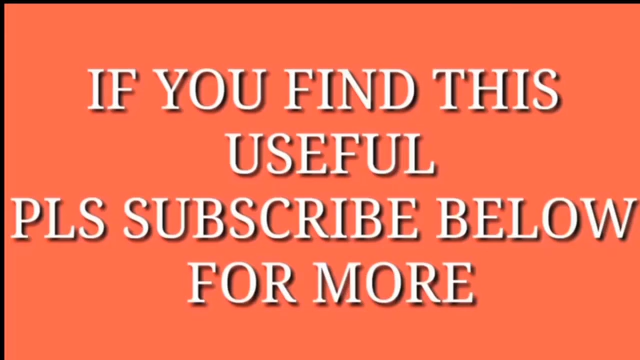 IF YOU FIND THIS
USEFUL
PLS SUBSCRIBE BELOW
FOR MORE